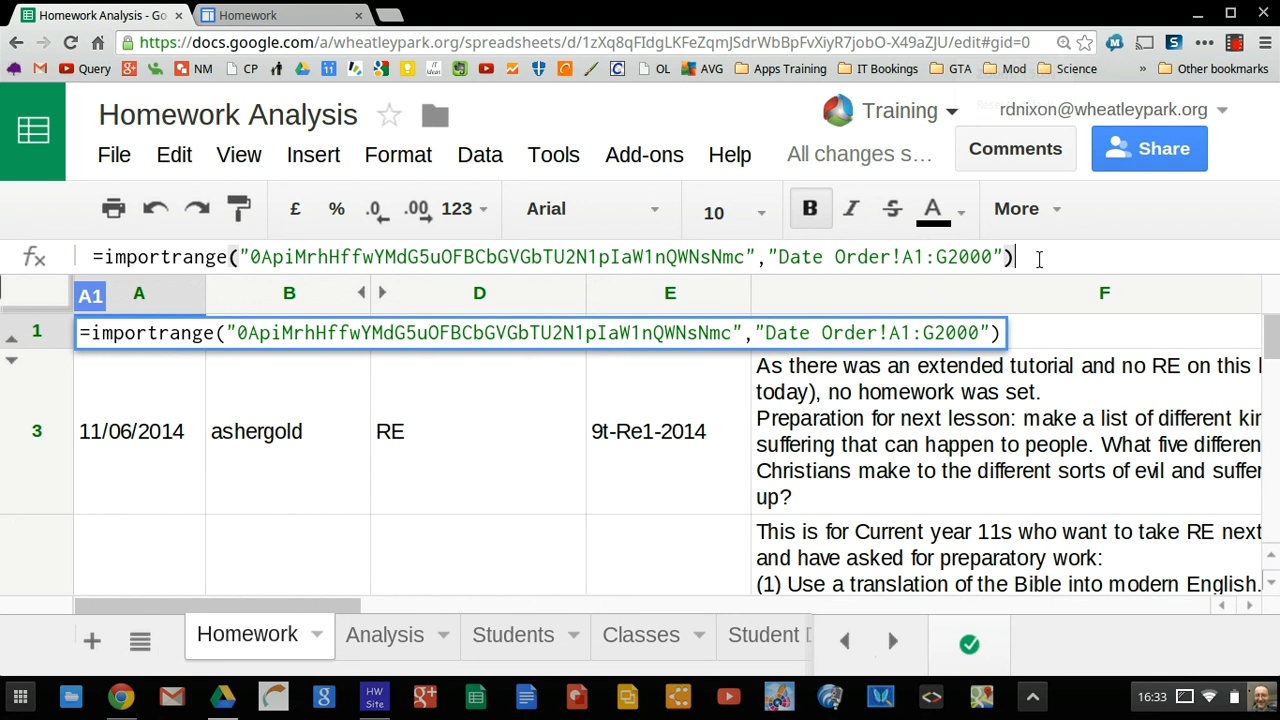 Homework Analysis - Go
Homework
https://docs.google.com/a/wheatleypark.org/spreadsheets/d/1zXq8qFIdgLKFeZqmJSdrWbBpFvXiyR7jobO-X49aZJU/edit#gid=0
Query NM CP IT Ideas OL AVG Apps Training IT Bookings GTA Mod Science » Other bookmarks
Homework Analysis
Training
rdnixon@wheatleypark.org
File Edit View Insert Format Data Tools Add-ons Help All changes s...
Comments
Share
£ % .0 .00 123 Arial 10 B I S A More
fx =importrange("0ApiMrhHffwYMdG5uOFBCbGVGbTU2N1pIaW1nQWNsNmc","Date Order!A1:G2000")
A1 A B D E F
1 =importrange("0ApiMrhHffwYMdG5uOFBCbGVGbTU2N1pIaW1nQWNsNmc","Date Order!A1:G2000")
As there was an extended tutorial and no RE on this
today), no homework was set.
Preparation for next lesson: make a list of different kin
3 11/06/2014 ashergold RE 9t-Re1-2014 suffering that can happen to people. What five different
Christians make to the different sorts of evil and suffe
up?
This is for Current year 11s who want to take RE next
and have asked for preparatory work:
(1) Use a translation of the Bible into modern English.
Homework Analysis Students Classes Student
HW Site 16:33